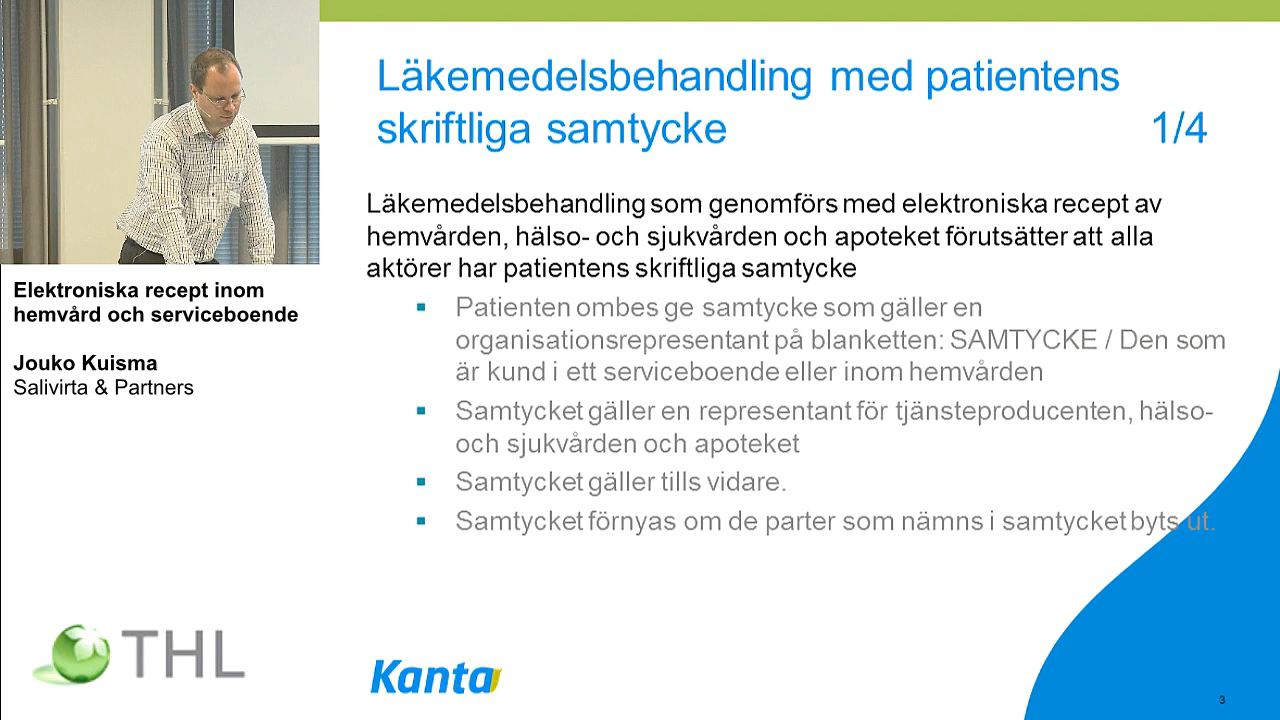 Läkemedelsbehandling med patientens
skriftliga samtycke 1/4
Läkemedelsbehandling som genomförs med elektroniska recept av
hemvården, hälso- och sjukvården och apoteket förutsätter att alla
aktörer har patientens skriftliga samtycke
Patienten ombes ge samtycke som gäller en
organisationsrepresentant på blanketten: SAMTYCKE / Den som
är kund i ett serviceboende eller inom hemvården
Samtycket gäller en representant för tjänsteproducenten, hälso-
och sjukvården och apoteket
Samtycket gäller tills vidare.
Samtycket förnyas om de parter som nämns i samtycket byts ut.
Elektroniska recept inom
hemvård och serviceboende
Jouko Kuisma
Salivirta & Partners
THL
Kanta
3